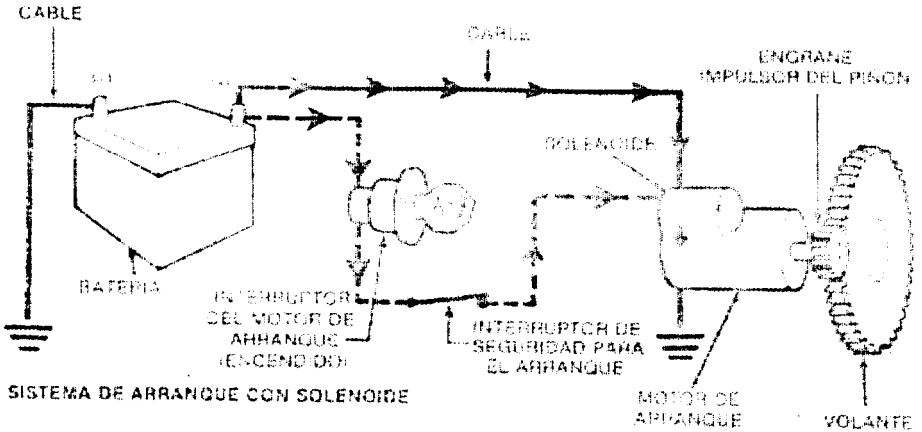 CABLE
CABLE
ENGRANE
IMPULSOR DEL PIÑON
SOLENOIDE
BATERIA
INTERRUPTOR
DEL MOTOR DE
ARRANQUE
(ENCENDIDO)
INTERRUPTOR DE
SEGURIDAD PARA
EL ARRANQUE
SISTEMA DE ARRANQUE CON SOLENOIDE
MOTOR DE
ARRANQUE
VOLANTE